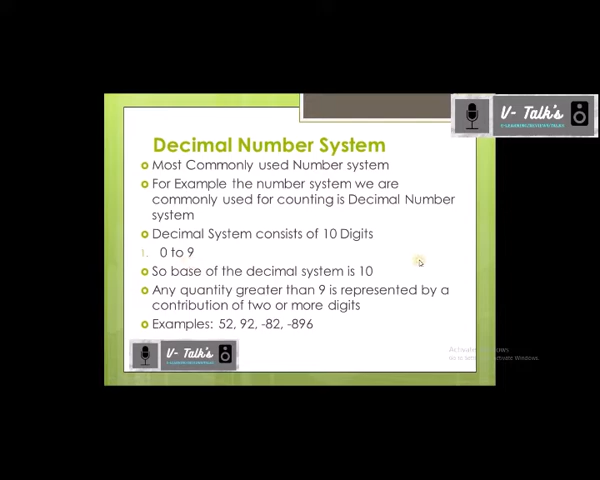 V- Talk's
Decimal Number System
Most Commonly used Number system
For Example the number system we are
commonly used for counting is Decimal Number
system
Decimal System consists of 10 Digits
1. 0 to 9
So base of the decimal system is 10
Any quantity greater than 9 is represented by a
contribution of two or more digits
Examples: 52, 92, -82, -896
V- Talk's